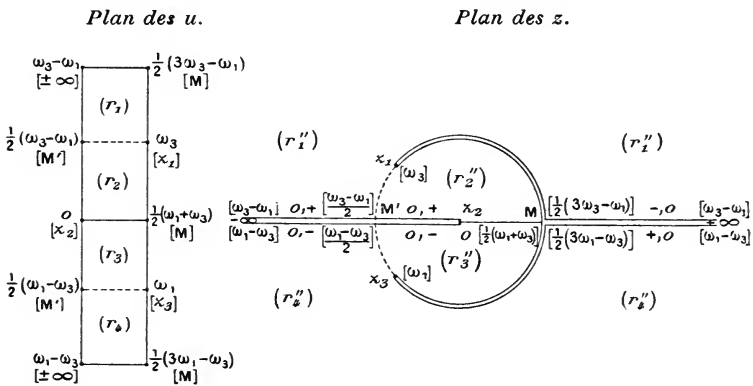 Plan des u.
Plan des z.
ω₃−ω₁
[±∞]
½(3ω₃−ω₁)
[M]
(r₁)
½(ω₃−ω₁)
[M']
ω₃
[x₁]
(r₂)
0
[x₂]
½(ω₁+ω₃)
[M]
(r₃)
½(ω₁−ω₃)
[M']
ω₁
[x₃]
(r₄)
ω₁−ω₃
[±∞]
½(3ω₁−ω₃)
[M]
(r₁″)
(r₁″)
x₁
[ω₃]
(r₂″)
[ω₃−ω₁] 0,+ [ω₃−ω₁/2] M' 0,+ x₂ M [½(3ω₃−ω₁)] −,0 [ω₃−ω₁]
−∞ +∞
[ω₁−ω₃] 0,− [ω₁−ω₃/2] 0,− 0 [½(ω₁+ω₃)] [½(3ω₁−ω₃)] +,0 [ω₁−ω₃]
(r₃″)
x₃
[ω₁]
(r₄″)
(r₄″)